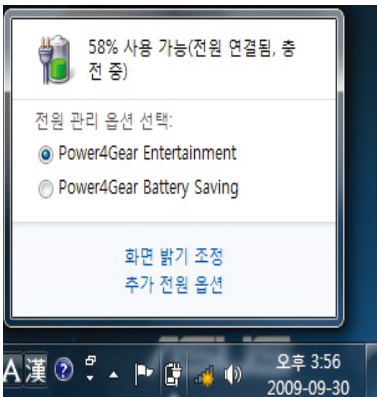 58% 사용 가능(전원 연결됨, 충
전 중)
전원 관리 옵션 선택:
Power4Gear Entertainment
Power4Gear Battery Saving
화면 밝기 조정
추가 전원 옵션
A 漢 ?
오후 3:56
2009-09-30